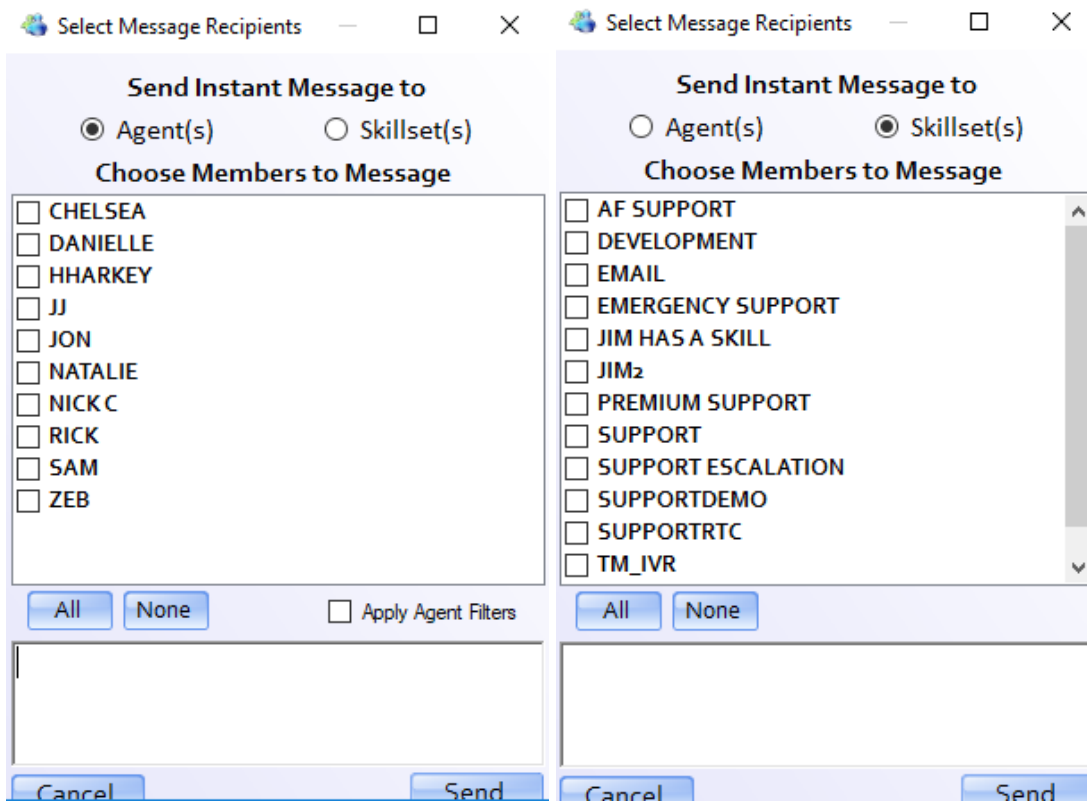 Select Message Recipients
Send Instant Message to
Agent(s) Skillset(s)
Choose Members to Message
CHELSEA
DANIELLE
HHARKEY
JJ
JON
NATALIE
NICK C
RICK
SAM
ZEB
All None Apply Agent Filters
Cancel Send
Select Message Recipients
Send Instant Message to
Agent(s) Skillset(s)
Choose Members to Message
AF SUPPORT
DEVELOPMENT
EMAIL
EMERGENCY SUPPORT
JIM HAS A SKILL
JIM2
PREMIUM SUPPORT
SUPPORT
SUPPORT ESCALATION
SUPPORTDEMO
SUPPORTRTC
TM_IVR
All None
Cancel Send